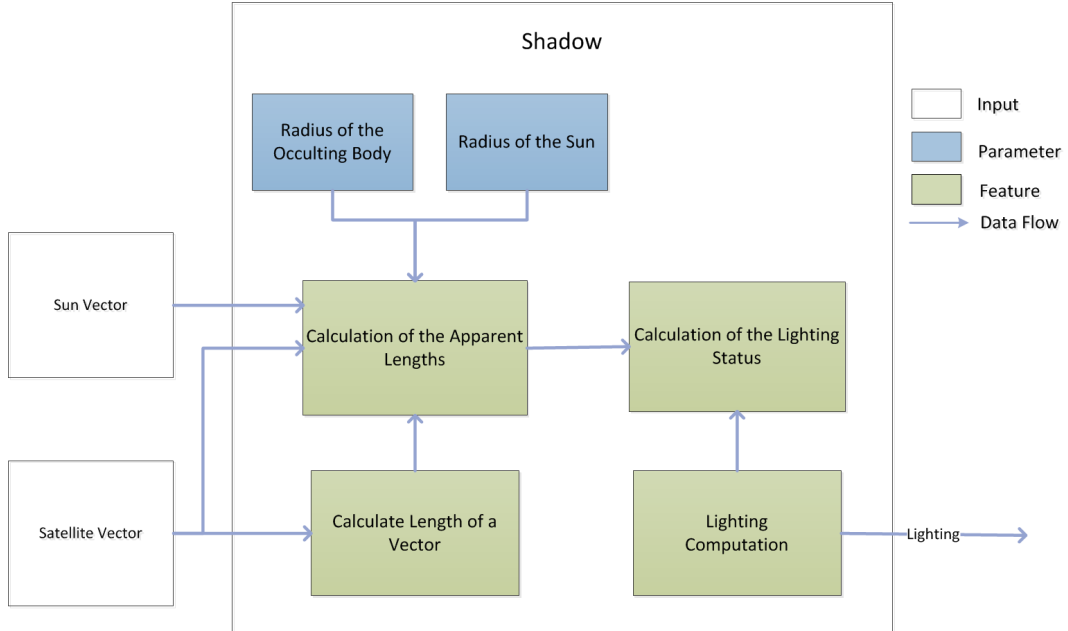 Shadow
Radius of the
Occulting Body
Radius of the Sun
Input
Parameter
Feature
Data Flow
Sun Vector
Calculation of the Apparent
Lengths
Calculation of the Lighting
Status
Satellite Vector
Calculate Length of a
Vector
Lighting
Computation
Lighting